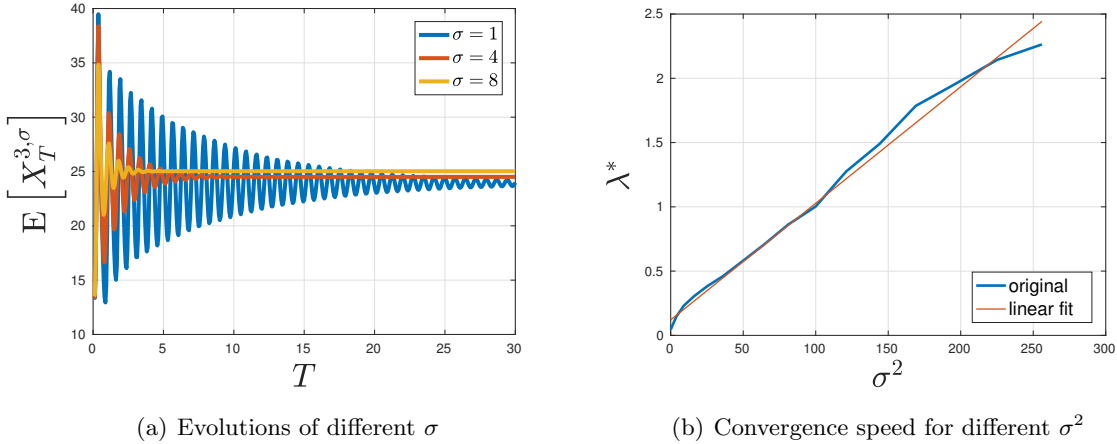 40
35
30
25
20
15
10
0
5
10
15
20
25
30
E [X_T^{3,σ}]
T
σ = 1
σ = 4
σ = 8
(a) Evolutions of different σ
2.5
2
1.5
1
0.5
0
0
50
100
150
200
250
300
λ*
σ²
original
linear fit
(b) Convergence speed for different σ²